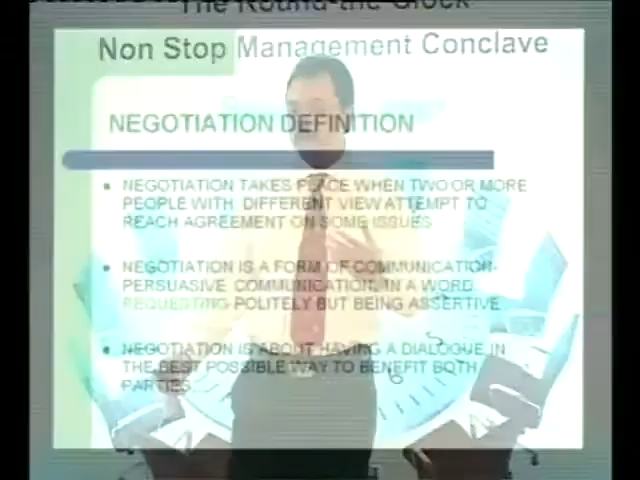 The Round-the-Clock
Non Stop Management Conclave
NEGOTIATION DEFINITION
NEGOTIATION TAKES PLACE WHEN TWO OR MORE
PEOPLE WITH DIFFERENT VIEW ATTEMPT TO
REACH AGREEMENT ON SOME ISSUES
NEGOTIATION IS A FORM OF COMMUNICATION-
PERSUASIVE COMMUNICATION, IN A WORD
REQUESTING POLITELY BUT BEING ASSERTIVE
NEGOTIATION IS ABOUT HAVING A DIALOGUE IN
THE BEST POSSIBLE WAY TO BENEFIT BOTH
PARTIES